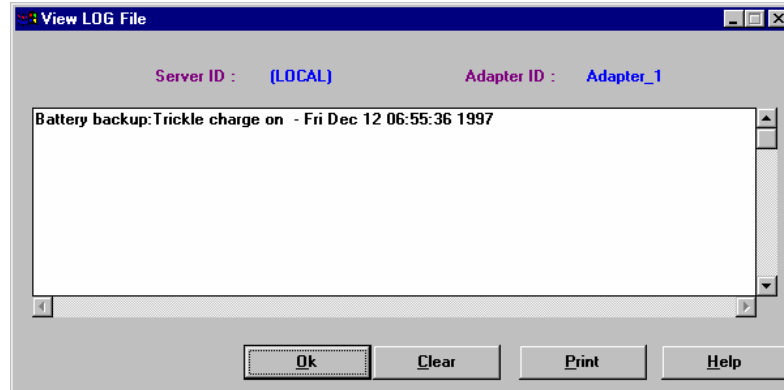 View LOG File
Server ID : (LOCAL) Adapter ID : Adapter_1
Battery backup:Trickle charge on - Fri Dec 12 06:55:36 1997
Ok Clear Print Help